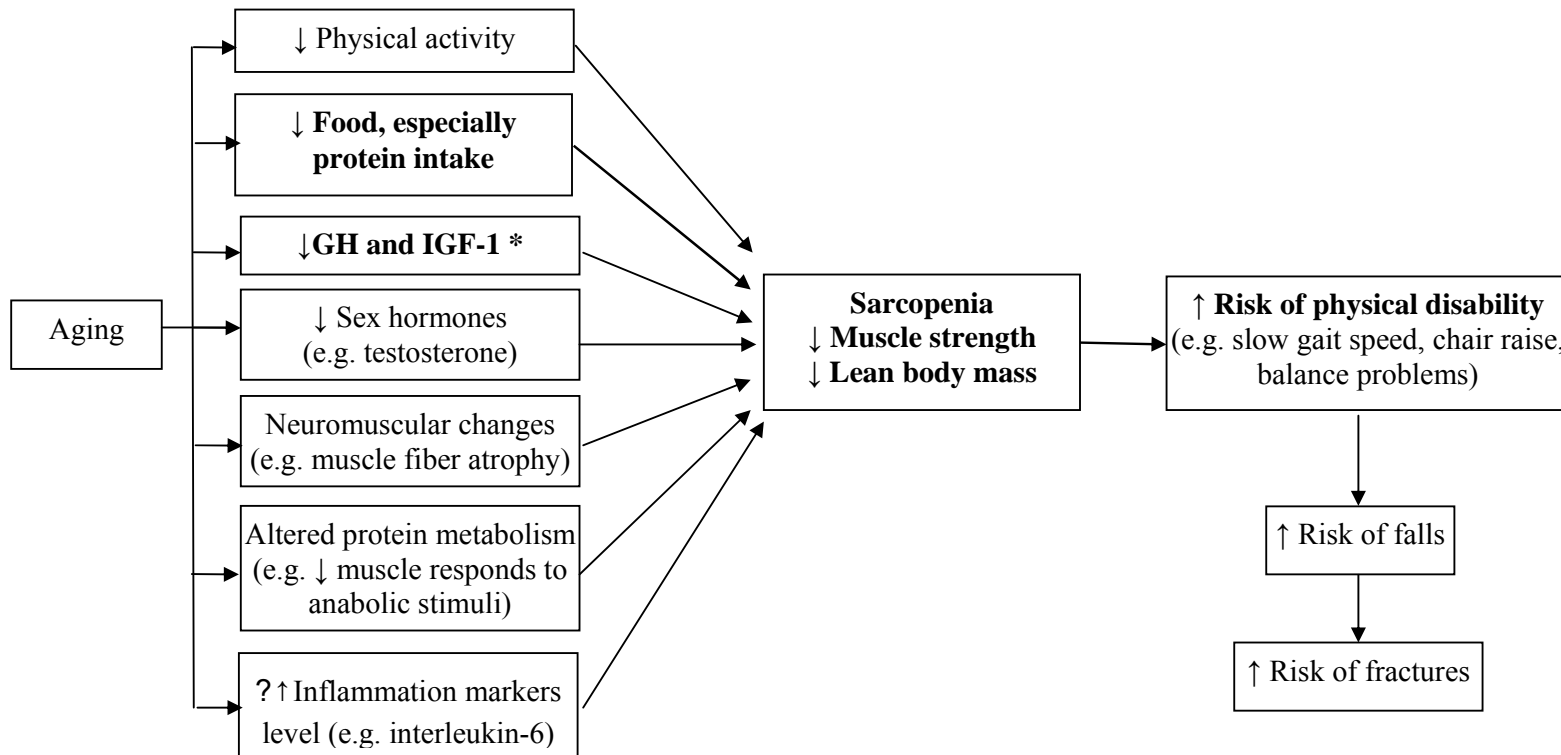 ↓ Physical activity
↓ Food, especially
protein intake
↓GH and IGF-1 *
Aging
↓ Sex hormones
(e.g. testosterone)
Neuromuscular changes
(e.g. muscle fiber atrophy)
Altered protein metabolism
(e.g. ↓ muscle responds to
anabolic stimuli)
?↑Inflammation markers
level (e.g. interleukin-6)
Sarcopenia
↓ Muscle strength
↓ Lean body mass
↑ Risk of physical disability
(e.g. slow gait speed, chair raise,
balance problems)
↑ Risk of falls
↑ Risk of fractures